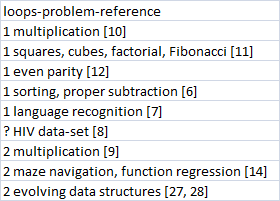 loops-problem-reference
1 multiplication [10]
1 squares, cubes, factorial, Fibonacci [11]
1 even parity [12]
1 sorting, proper subtraction [6]
1 language recognition [7]
? HIV data-set [8]
2 multiplication [9]
2 maze navigation, function regression [14]
2 evolving data structures [27, 28]